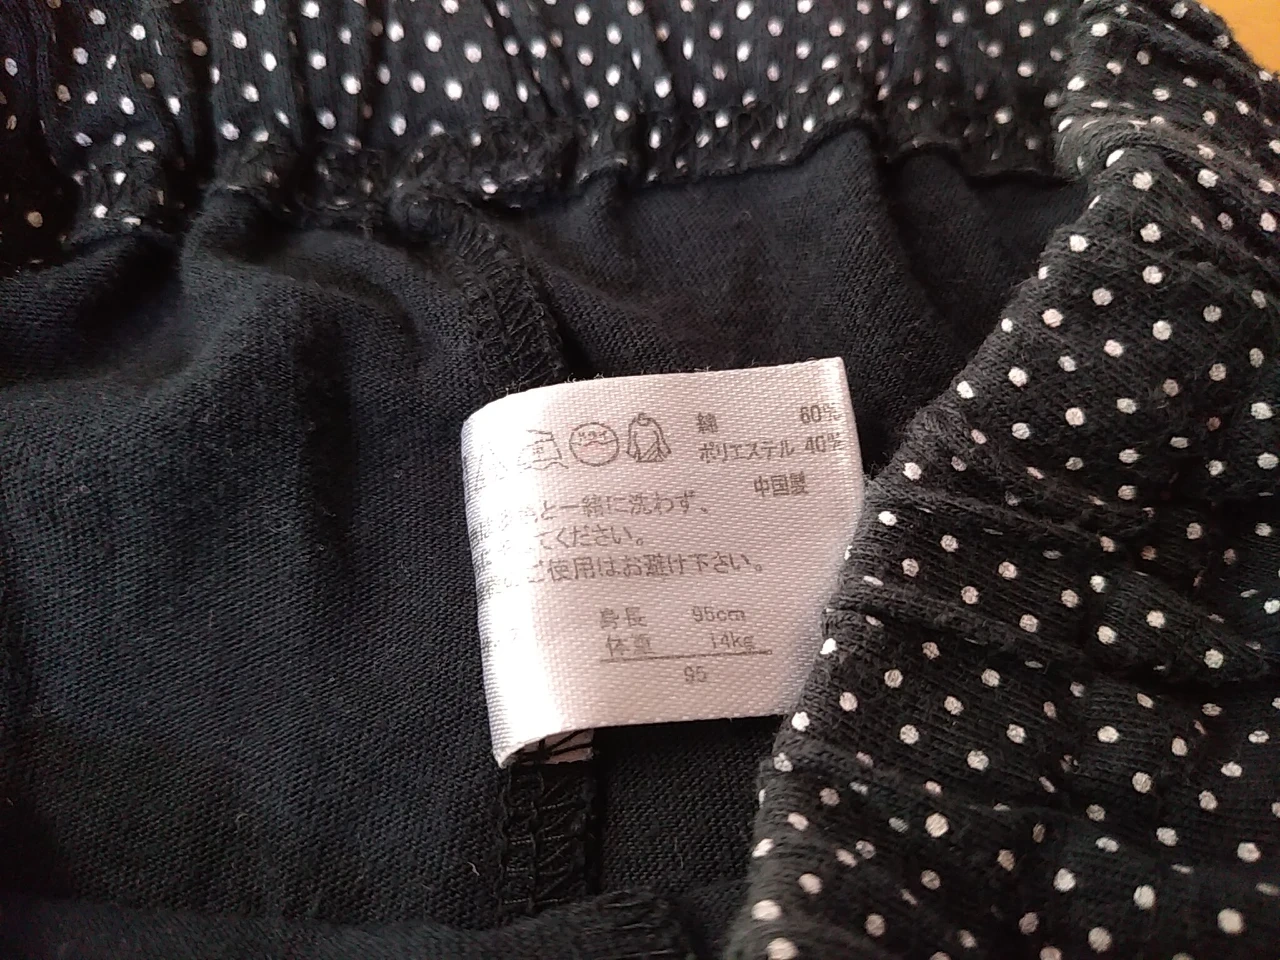 綿 60%
ポリエステル 40%
中国製
と一緒に洗わず、
てください。
ご使用はお避け下さい。
身長 95cm
体重 14kg
95